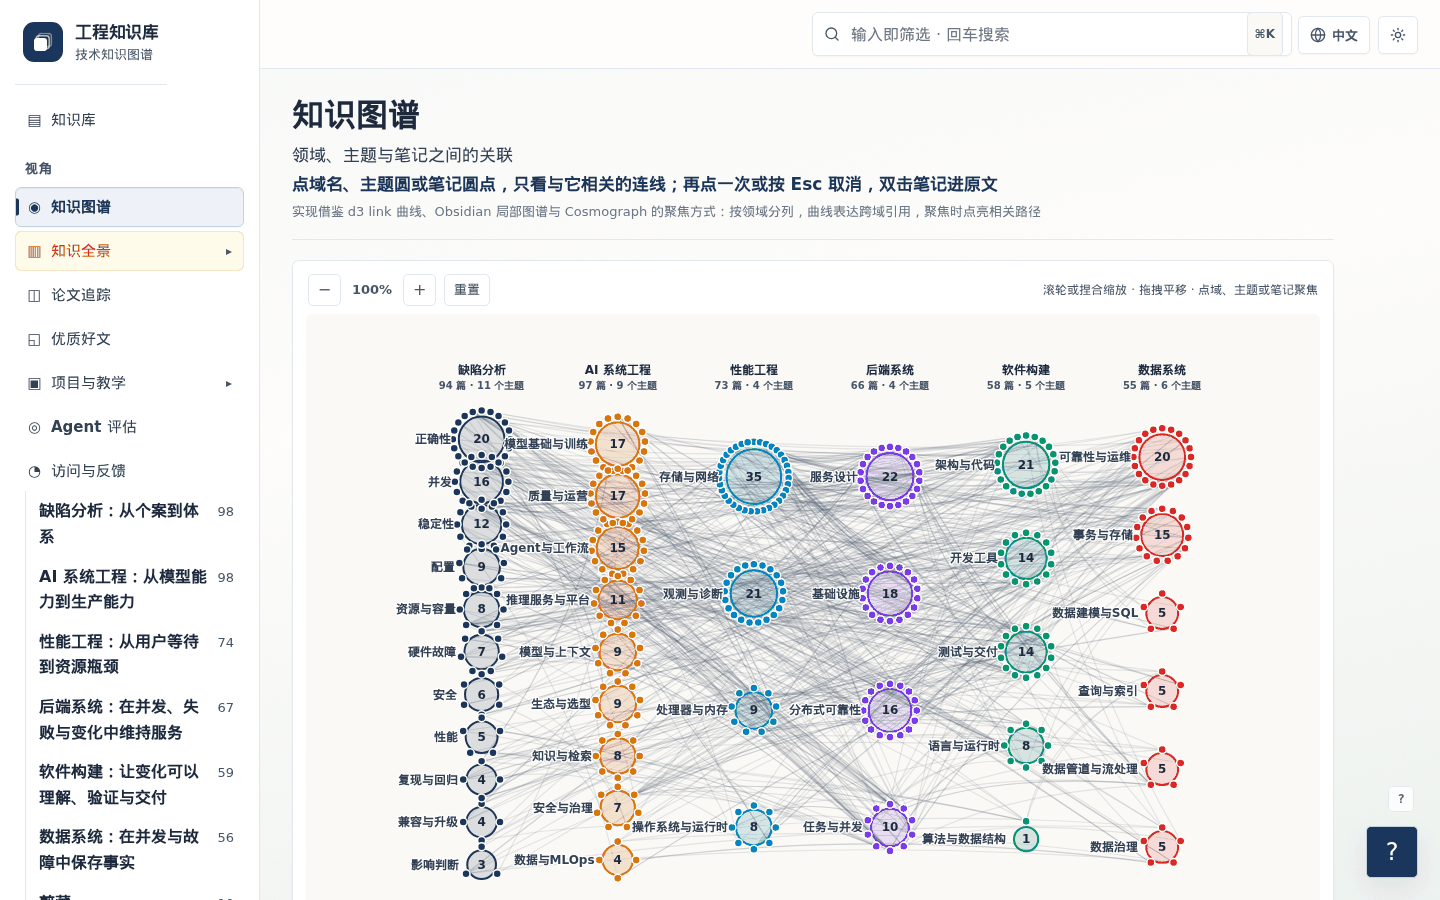 工程知识库
技术知识图谱
知识库
视角
知识图谱
知识全景
论文追踪
优质好文
项目与教学
Agent 评估
访问与反馈
缺陷分析：从个案到体系 98
AI 系统工程：从模型能力到生产能力 98
性能工程：从用户等待到资源瓶颈 74
后端系统：在并发、失败与变化中维持服务 67
软件构建：让变化可以理解、验证与交付 59
数据系统：在并发与故障中保存事实 56
输入即筛选 · 回车搜索 ⌘K 中文
知识图谱
领域、主题与笔记之间的关联
点域名、主题圆或笔记圆点，只看与它相关的连线；再点一次或按 Esc 取消，双击笔记进原文
实现借鉴 d3 link 曲线、Obsidian 局部图谱与 Cosmograph 的聚焦方式：按领域分列，曲线表达跨域引用，聚焦时点亮相关路径
− 100% + 重置
滚轮或捏合缩放 · 拖拽平移 · 点域、主题或笔记聚焦
缺陷分析
94 篇 · 11 个主题
正确性 20
并发 16
稳定性 12
配置 9
资源与容量 8
硬件故障 7
安全 6
性能 5
复现与回归 4
兼容与升级 4
影响判断 3
AI 系统工程
97 篇 · 9 个主题
模型基础与训练 17
质量与运营 17
Agent与工作流 15
推理服务与平台 11
模型与上下文 9
生态与选型 9
知识与检索 8
安全与治理 7
数据与MLOps 4
性能工程
73 篇 · 4 个主题
存储与网络 35
观测与诊断 21
处理器与内存 9
操作系统与运行时 8
后端系统
66 篇 · 4 个主题
服务设计 22
基础设施 18
分布式可靠性 16
任务与并发 10
软件构建
58 篇 · 5 个主题
架构与代码 21
开发工具 14
测试与交付 14
语言与运行时 8
算法与数据结构 1
数据系统
55 篇 · 6 个主题
可靠性与运维 20
事务与存储 15
数据建模与SQL 5
查询与索引 5
数据管道与流处理 5
数据治理 5
?
?